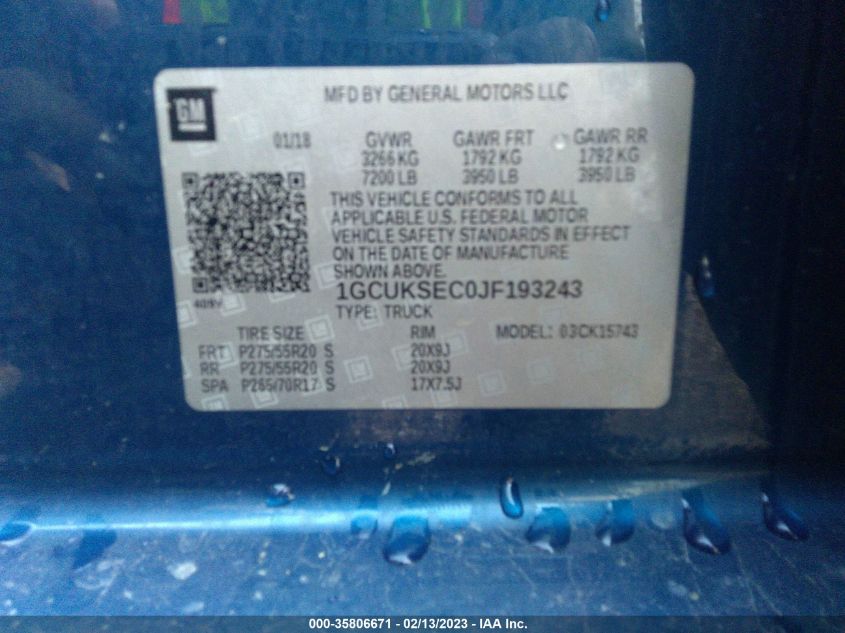 GM
MFD BY GENERAL MOTORS LLC
01/18 GVWR GAWR FRT GAWR RR
3266 KG 1792 KG 1792 KG
7200 LB 3950 LB 3950 LB
THIS VEHICLE CONFORMS TO ALL
APPLICABLE U.S. FEDERAL MOTOR
VEHICLE SAFETY STANDARDS IN EFFECT
ON THE DATE OF MANUFACTURE
SHOWN ABOVE.
1GCUKSEC0JF193243
TYPE: TRUCK
TIRE SIZE RIM MODEL: 03CK15743
FRT P275/55R20 S 20X9J
RR P275/55R20 S 20X9J
SPA P265/70R17 S 17X7.5J
000-35806671 - 02/13/2023 - IAA Inc.